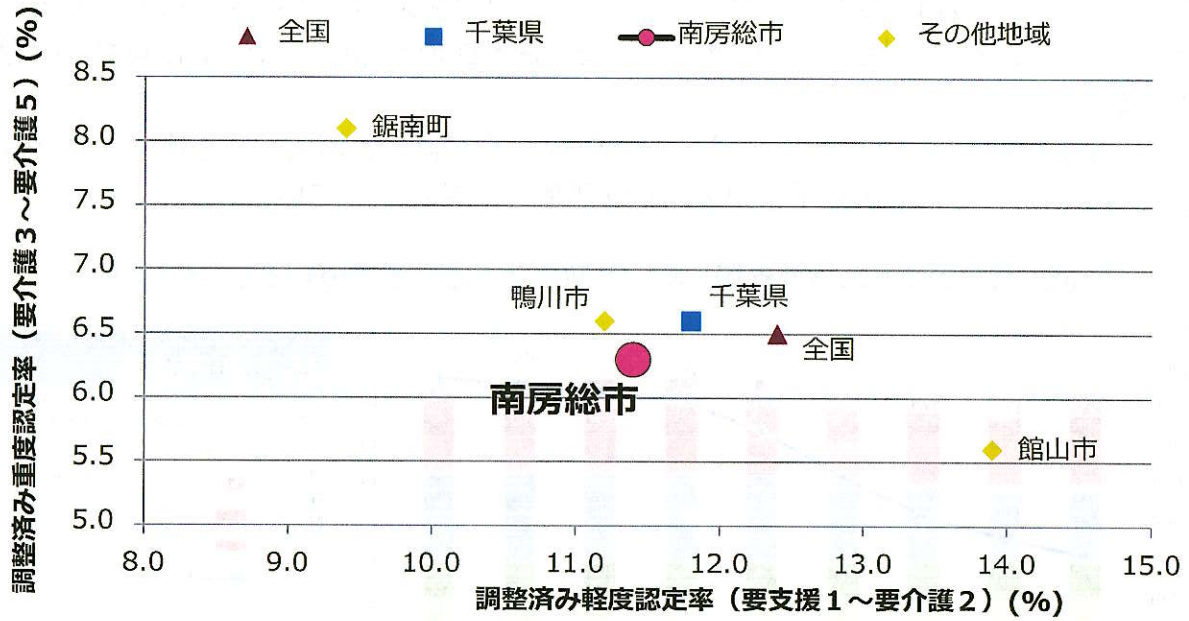 全国 千葉県 南房総市 その他地域
調整済み重度認定率（要介護３～要介護５）(%)
8.5
8.0
7.5
7.0
6.5
6.0
5.5
5.0
鋸南町
鴨川市
千葉県
全国
南房総市
館山市
8.0 9.0 10.0 11.0 12.0 13.0 14.0 15.0
調整済み軽度認定率（要支援１～要介護２）(%)